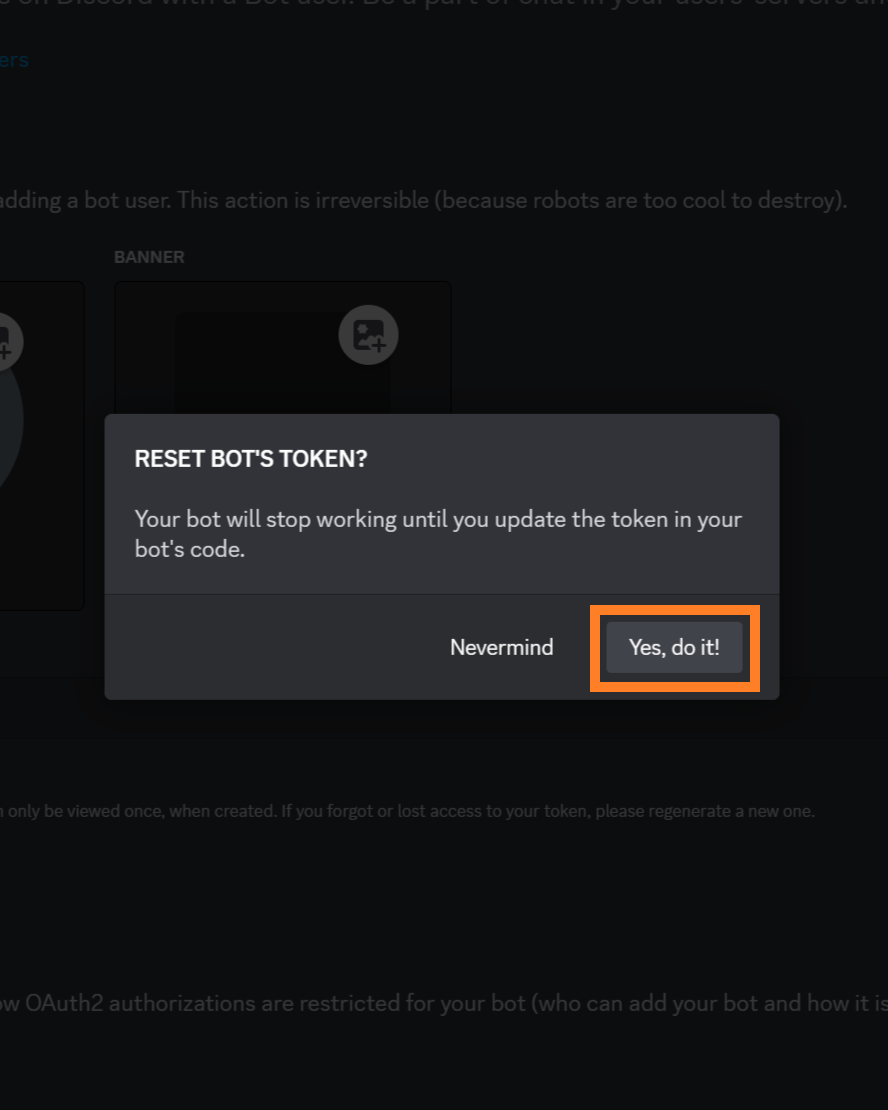 on Discord with a Bot user. Be a part of chat in your users' servers
ers
adding a bot user. This action is irreversible (because robots are too cool to destroy).
BANNER
RESET BOT'S TOKEN?
Your bot will stop working until you update the token in your
bot's code.
Nevermind
Yes, do it!
only be viewed once, when created. If you forgot or lost access to your token, please regenerate a new one.
ow OAuth2 authorizations are restricted for your bot (who can add your bot and how it is